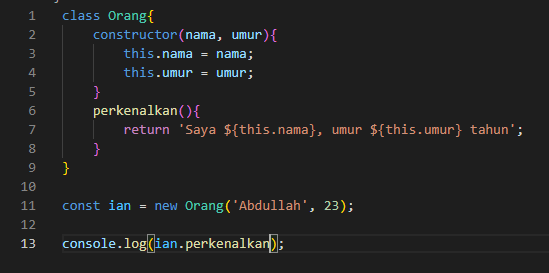 1 class Orang{
2     constructor(nama, umur){
3         this.nama = nama;
4         this.umur = umur;
5     }
6     perkenalkan(){
7         return 'Saya ${this.nama}, umur ${this.umur} tahun';
8     }
9 }
10
11 const ian = new Orang('Abdullah', 23);
12
13 console.log(ian.perkenalkan);